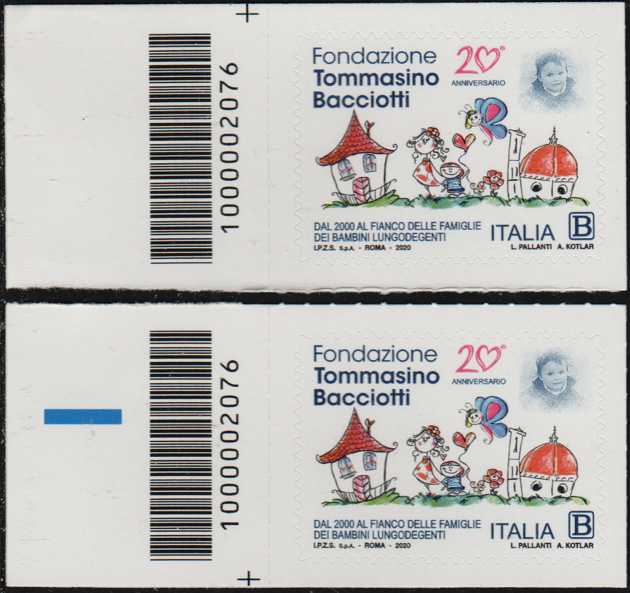 1000002076
Fondazione
Tommasino
Bacciotti
20°
ANNIVERSARIO
DAL 2000 AL FIANCO DELLE FAMIGLIE
DEI BAMBINI LUNGODEGENTI
I.P.Z.S. S.p.A. - ROMA - 2020
ITALIA B
L. PALLANTI A. KOTLAR
1000002076
Fondazione
Tommasino
Bacciotti
20°
ANNIVERSARIO
DAL 2000 AL FIANCO DELLE FAMIGLIE
DEI BAMBINI LUNGODEGENTI
I.P.Z.S. S.p.A. - ROMA - 2020
ITALIA B
L. PALLANTI A. KOTLAR